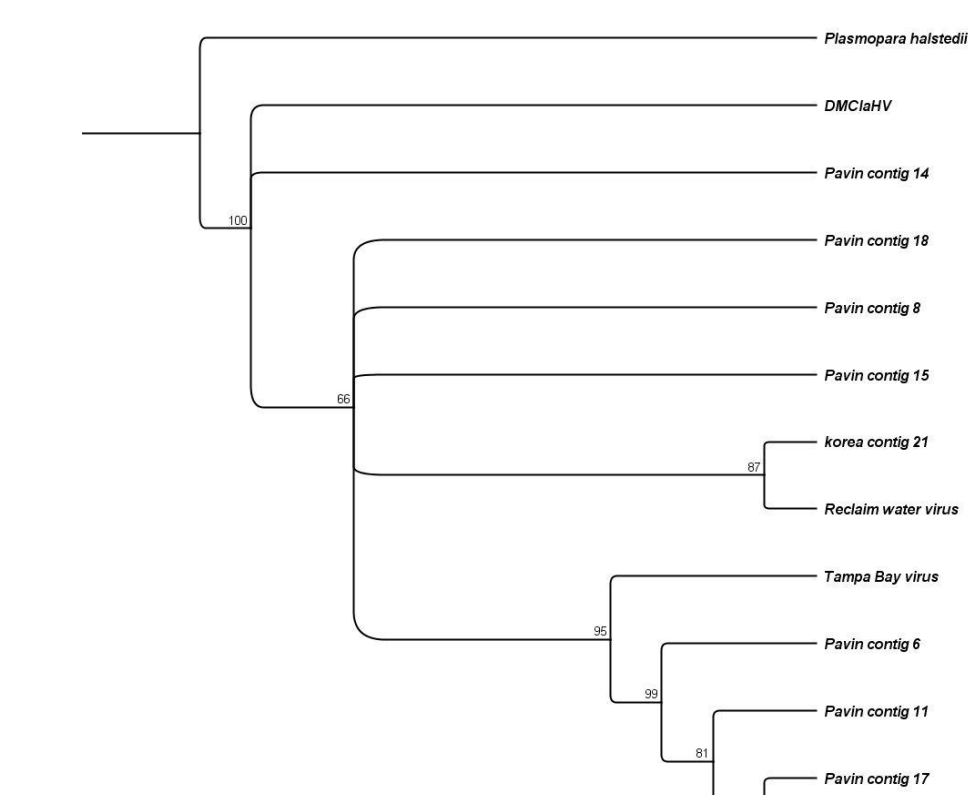 Plasmopara halstedii
DMClaHV
Pavin contig 14
100
Pavin contig 18
Pavin contig 8
Pavin contig 15
66
korea contig 21
87
Reclaim water virus
Tampa Bay virus
95
Pavin contig 6
99
Pavin contig 11
81
Pavin contig 17